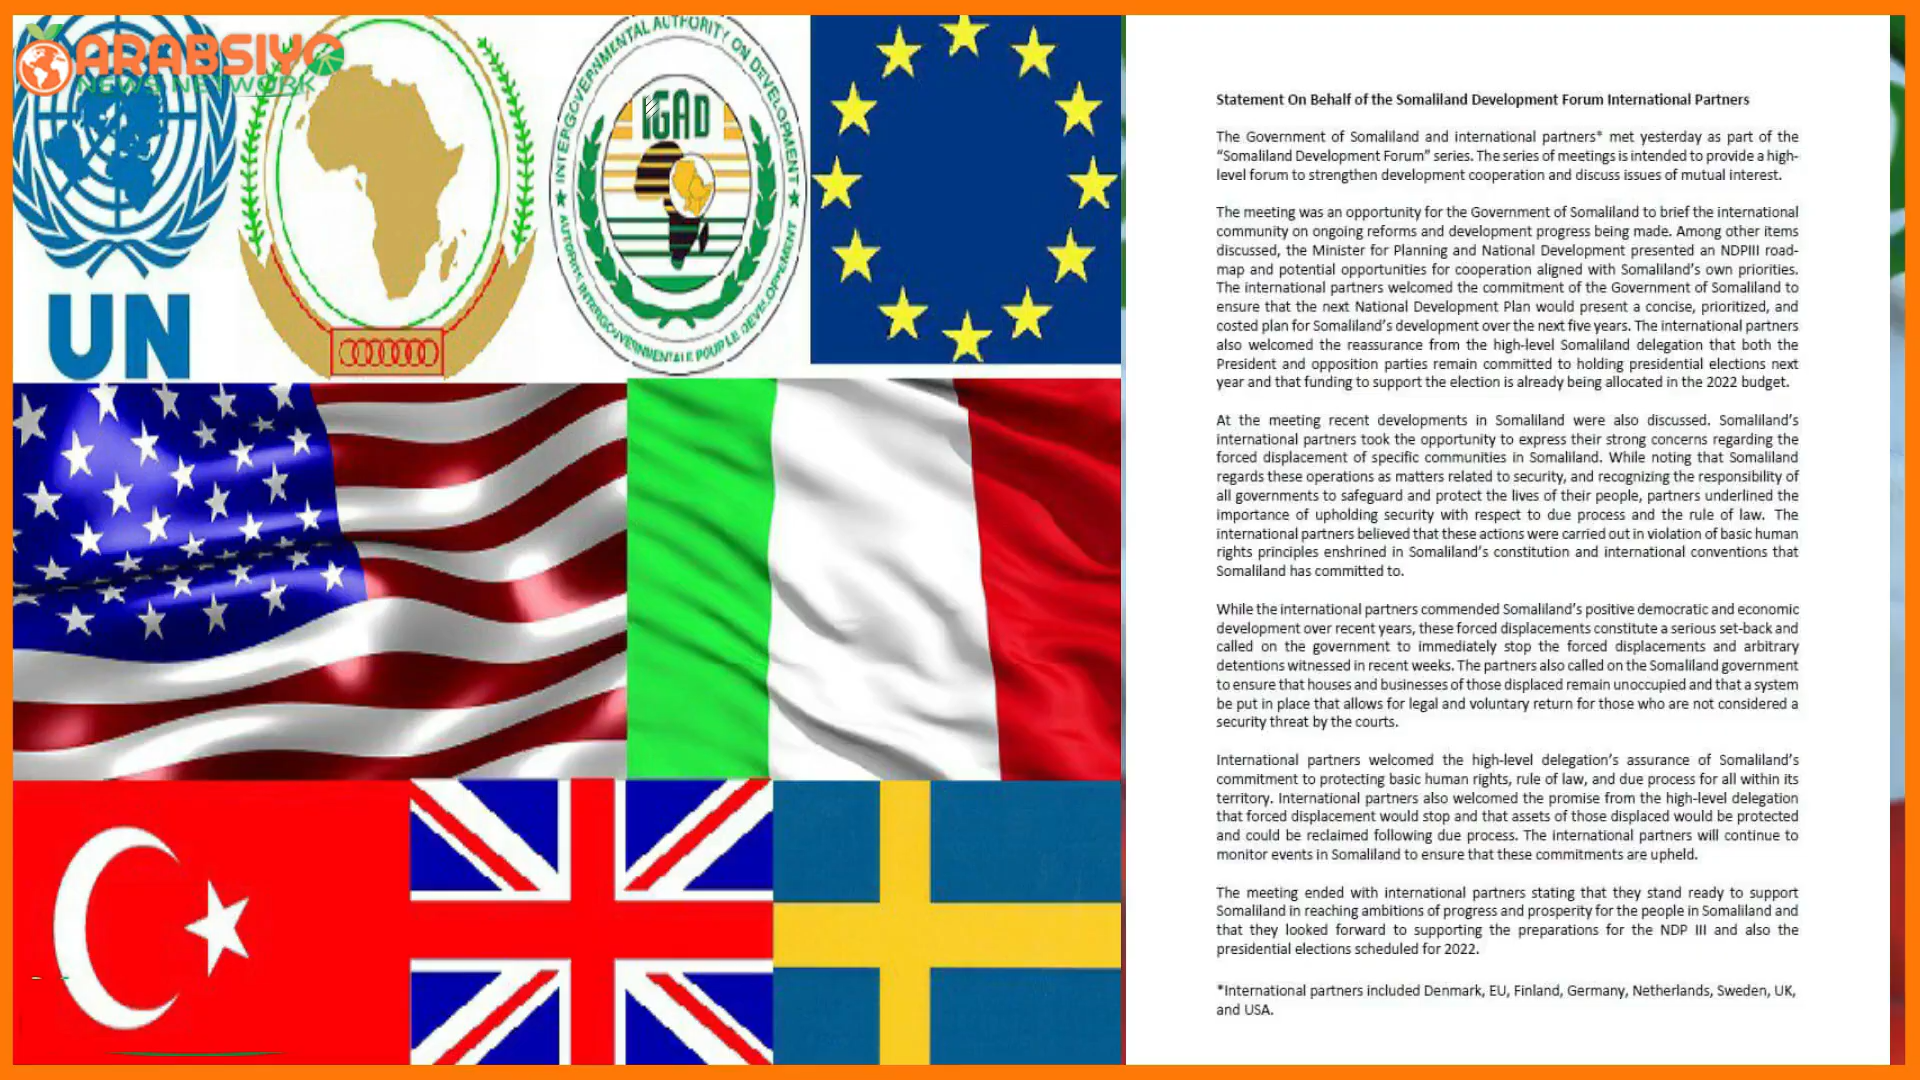 ARABSIYO
NEWS NETWORK
UN
INTERGOVERNMENTAL AUTHORITY ON DEVELOPMENT
IGAD
AUTORITE INTERGOUVERNMENTALE POUR LE DEVELOPEMENT
Statement On Behalf of the Somaliland Development Forum International Partners
The Government of Somaliland and international partners* met yesterday as part of the
“Somaliland Development Forum” series. The series of meetings is intended to provide a high-
level forum to strengthen development cooperation and discuss issues of mutual interest.
The meeting was an opportunity for the Government of Somaliland to brief the international
community on ongoing reforms and development progress being made. Among other items
discussed, the Minister for Planning and National Development presented an NDPIII road-
map and potential opportunities for cooperation aligned with Somaliland’s own priorities.
The international partners welcomed the commitment of the Government of Somaliland to
ensure that the next National Development Plan would present a concise, prioritized, and
costed plan for Somaliland’s development over the next five years. The international partners
also welcomed the reassurance from the high-level Somaliland delegation that both the
President and opposition parties remain committed to holding presidential elections next
year and that funding to support the election is already being allocated in the 2022 budget.
At the meeting recent developments in Somaliland were also discussed. Somaliland’s
international partners took the opportunity to express their strong concerns regarding the
forced displacement of specific communities in Somaliland. While noting that Somaliland
regards these operations as matters related to security, and recognizing the responsibility of
all governments to safeguard and protect the lives of their people, partners underlined the
importance of upholding security with respect to due process and the rule of law. The
international partners believed that these actions were carried out in violation of basic human
rights principles enshrined in Somaliland’s constitution and international conventions that
Somaliland has committed to.
While the international partners commended Somaliland’s positive democratic and economic
development over recent years, these forced displacements constitute a serious set-back and
called on the government to immediately stop the forced displacements and arbitrary
detentions witnessed in recent weeks. The partners also called on the Somaliland government
to ensure that houses and businesses of those displaced remain unoccupied and that a system
be put in place that allows for legal and voluntary return for those who are not considered a
security threat by the courts.
International partners welcomed the high-level delegation’s assurance of Somaliland’s
commitment to protecting basic human rights, rule of law, and due process for all within its
territory. International partners also welcomed the promise from the high-level delegation
that forced displacement would stop and that assets of those displaced would be protected
and could be reclaimed following due process. The international partners will continue to
monitor events in Somaliland to ensure that these commitments are upheld.
The meeting ended with international partners stating that they stand ready to support
Somaliland in reaching ambitions of progress and prosperity for the people in Somaliland and
that they looked forward to supporting the preparations for the NDP III and also the
presidential elections scheduled for 2022.
*International partners included Denmark, EU, Finland, Germany, Netherlands, Sweden, UK,
and USA.